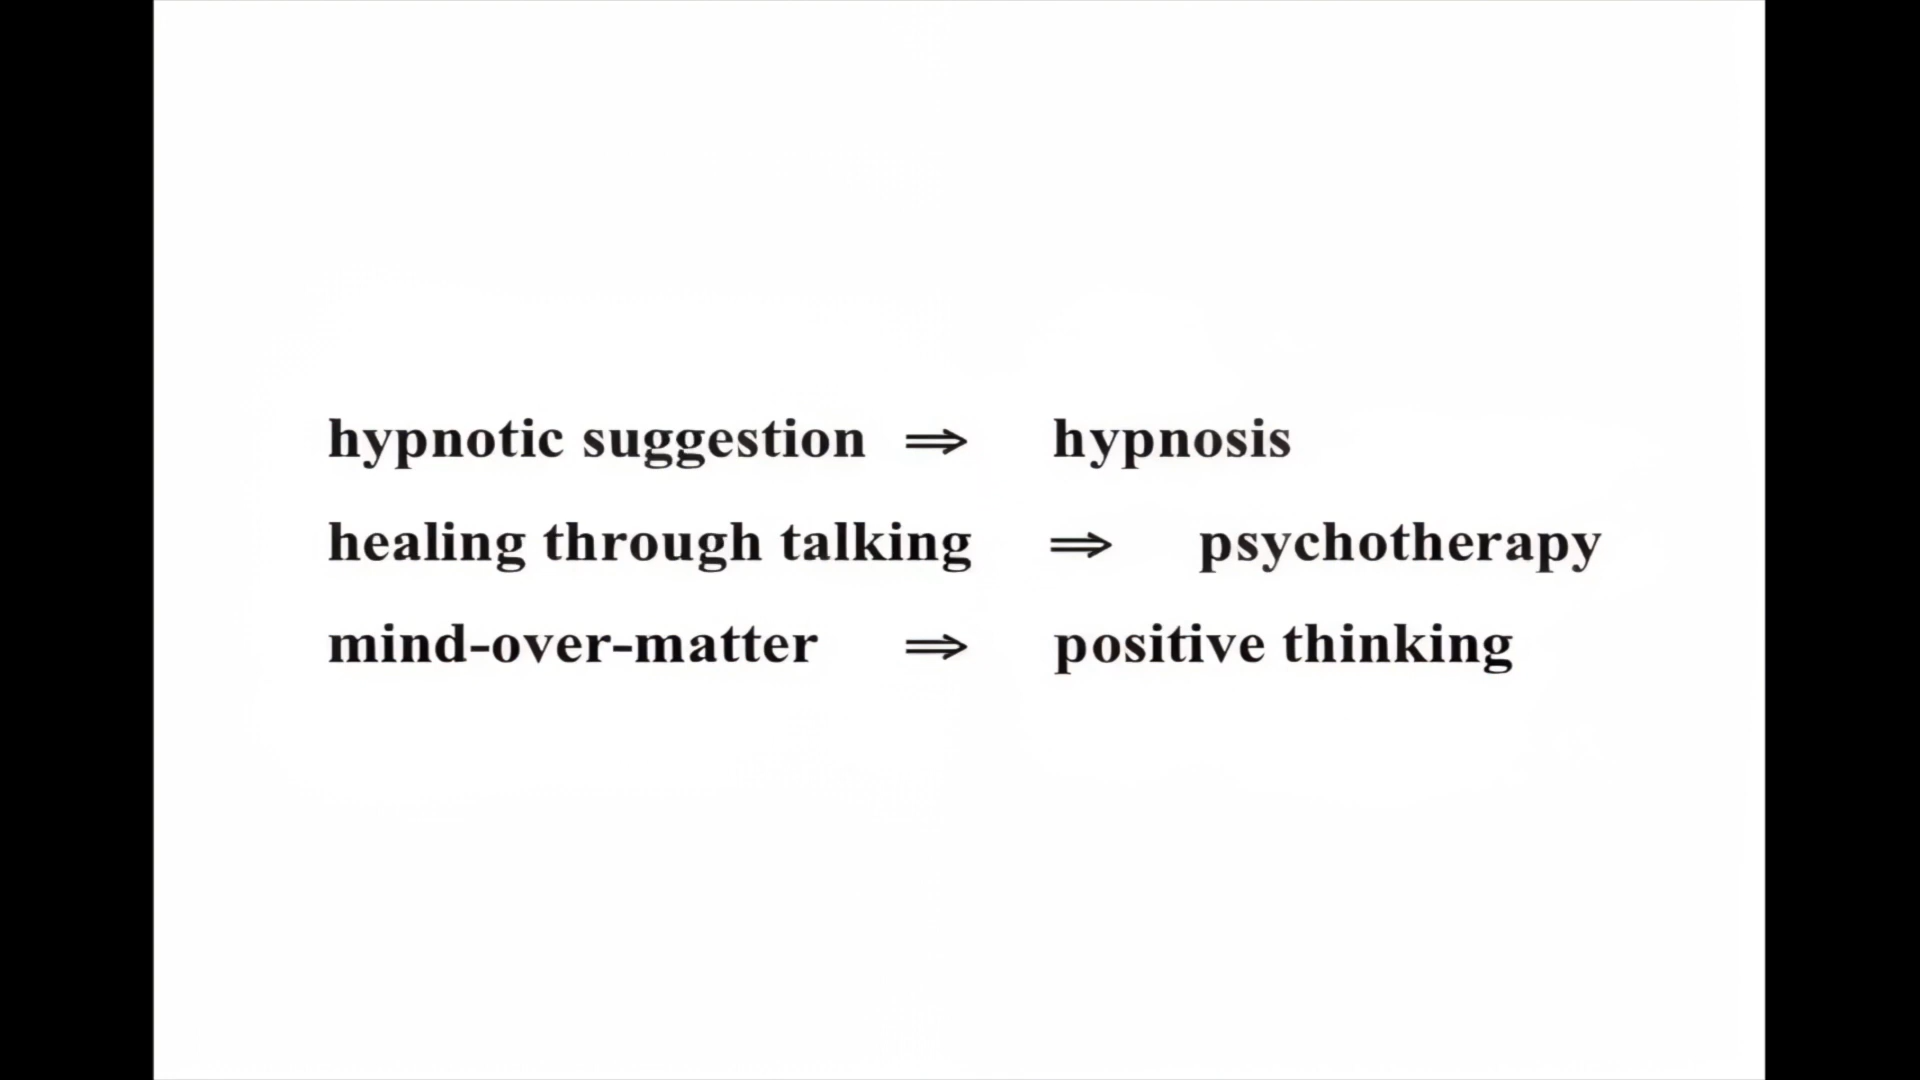 hypnotic suggestion ⇒ hypnosis
healing through talking ⇒ psychotherapy
mind-over-matter ⇒ positive thinking